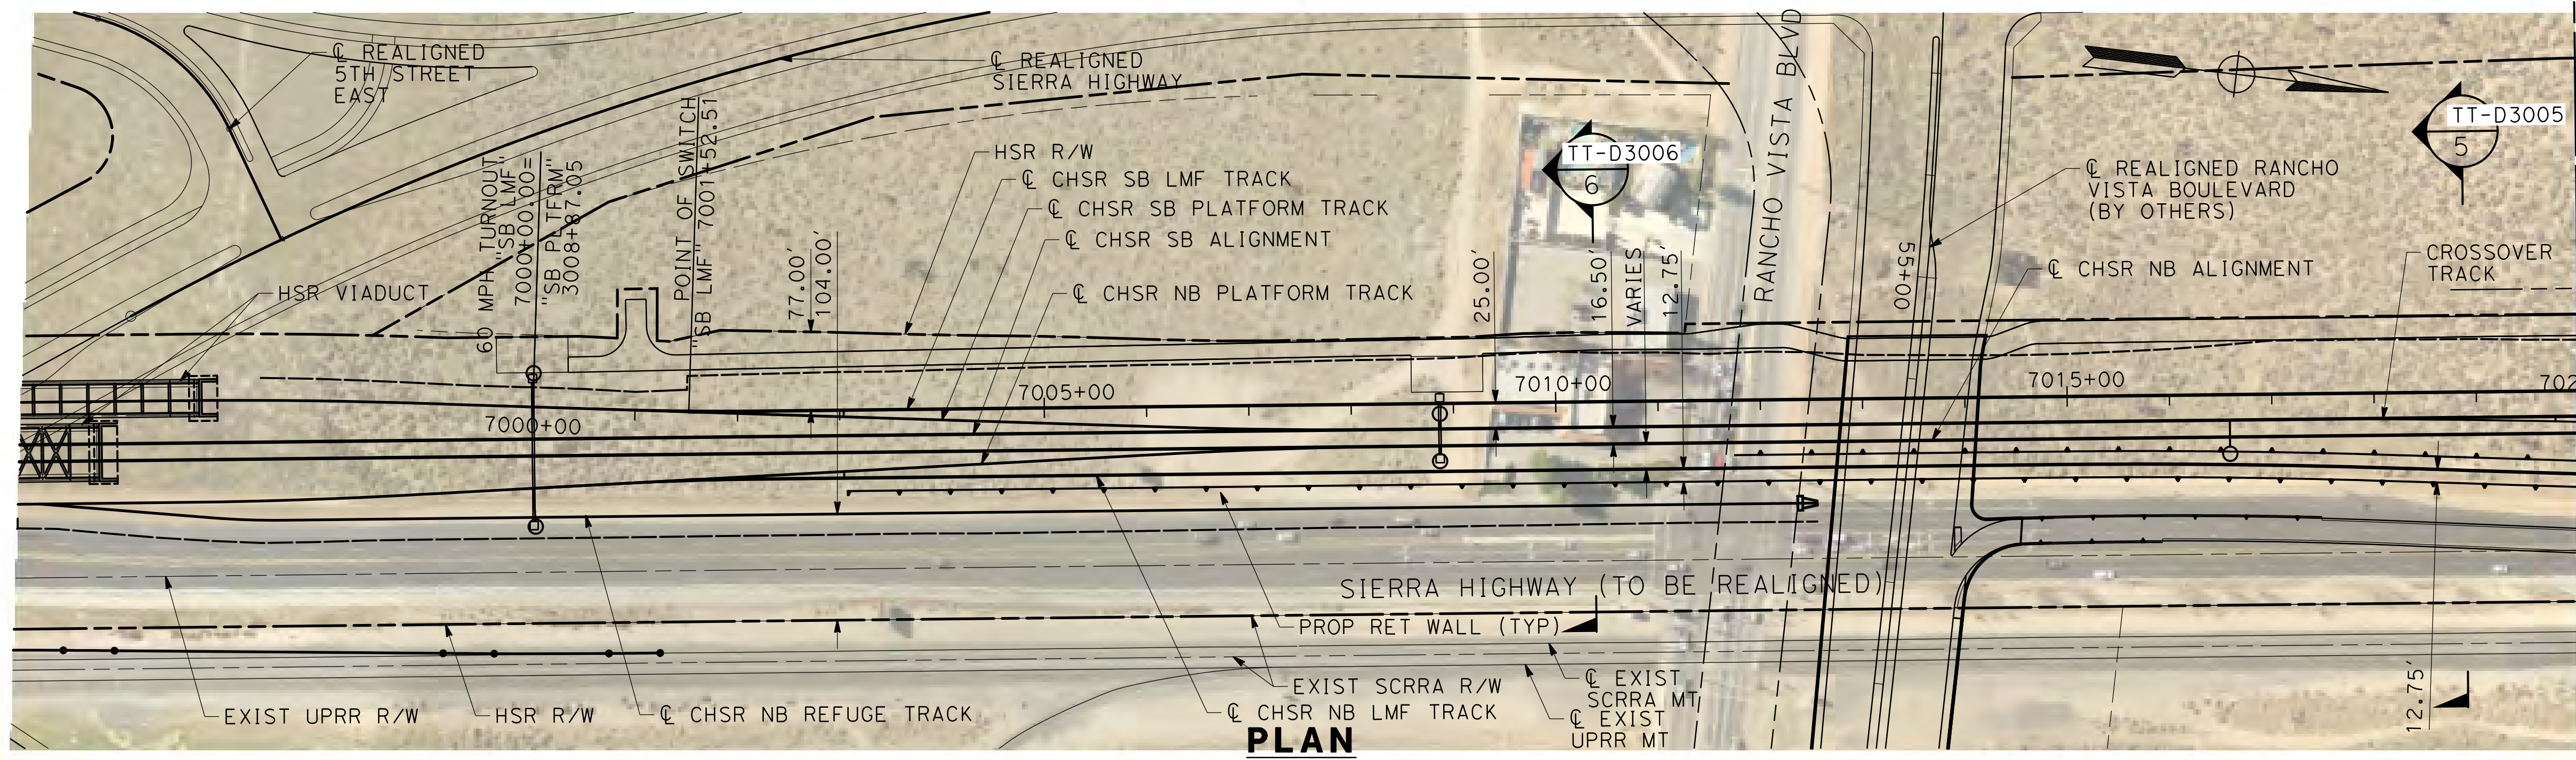 ℄ REALIGNED
5TH STREET
EAST
℄ REALIGNED
SIERRA HIGHWAY
RANCHO VISTA BLVD
TT-D3006
6
TT-D3005
5
60 MPH TURNOUT
"SB LMF"
7000+00.00=
"SB PLTFRM"
3008+87.05
POINT OF SWITCH
"SB LMF" 7001+52.51
HSR R/W
℄ CHSR SB LMF TRACK
℄ CHSR SB PLATFORM TRACK
℄ CHSR SB ALIGNMENT
℄ CHSR NB PLATFORM TRACK
77.00'
104.00'
25.00'
16.50'
VARIES
12.75'
55+00
℄ REALIGNED RANCHO
VISTA BOULEVARD
(BY OTHERS)
℄ CHSR NB ALIGNMENT
CROSSOVER
TRACK
HSR VIADUCT
7000+00
7005+00
7010+00
7015+00
702
SIERRA HIGHWAY (TO BE REALIGNED)
PROP RET WALL (TYP)
EXIST UPRR R/W
HSR R/W
℄ CHSR NB REFUGE TRACK
EXIST SCRRA R/W
℄ CHSR NB LMF TRACK
℄ EXIST
SCRRA MT
℄ EXIST
UPRR MT
12.75'
PLAN